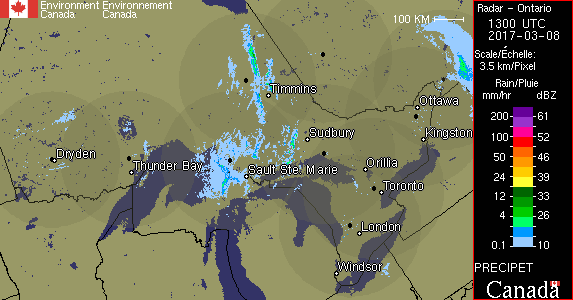 Environment Environnement
Canada Canada
100 KM
Timmins
Ottawa
Sudbury
Kingston
Dryden
Thunder Bay
Sault Ste. Marie
Orillia
Toronto
London
Windsor
Radar - Ontario
1300 UTC
2017-03-08
Scale/Échelle:
3.5 km/Pixel
Rain/Pluie
mm/hr dBZ
200 61
100 52
50 46
24 39
12 33
4 26
0.1 10
PRECIPET
Canada